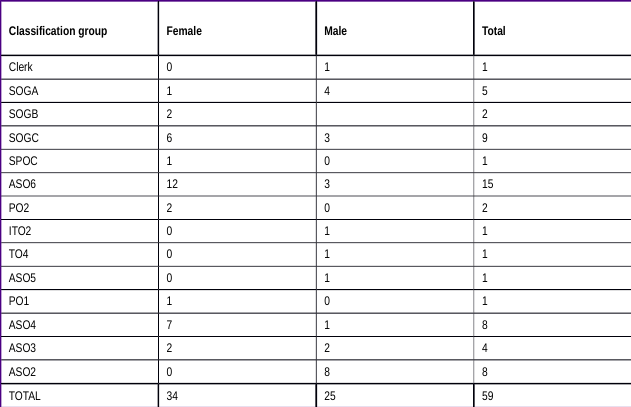 Classification group Female Male Total
Clerk 0 1 1
SOGA 1 4 5
SOGB 2 2
SOGC 6 3 9
SPOC 1 0 1
ASO6 12 3 15
PO2 2 0 2
ITO2 0 1 1
TO4 0 1 1
ASO5 0 1 1
PO1 1 0 1
ASO4 7 1 8
ASO3 2 2 4
ASO2 0 8 8
TOTAL 34 25 59